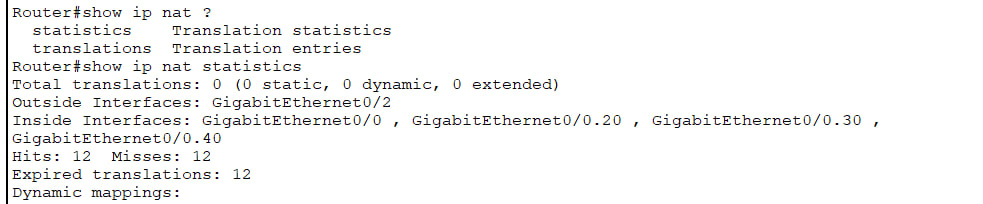 Router#show ip nat ?
  statistics    Translation statistics
  translations  Translation entries
Router#show ip nat statistics
Total translations: 0 (0 static, 0 dynamic, 0 extended)
Outside Interfaces: GigabitEthernet0/2
Inside Interfaces: GigabitEthernet0/0 , GigabitEthernet0/0.20 , GigabitEthernet0/0.30 ,
GigabitEthernet0/0.40
Hits: 12  Misses: 12
Expired translations: 12
Dynamic mappings: